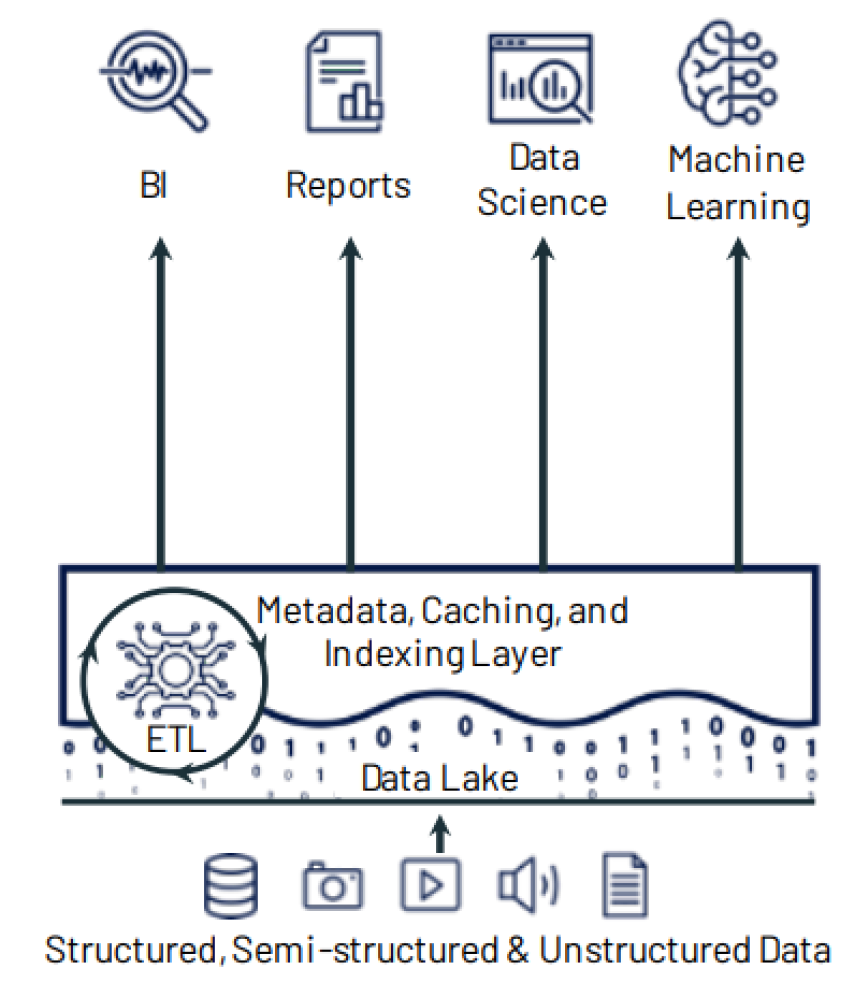 BI
Reports
Data
Science
Machine
Learning
Metadata, Caching, and
Indexing Layer
ETL
Data Lake
Structured, Semi-structured & Unstructured Data